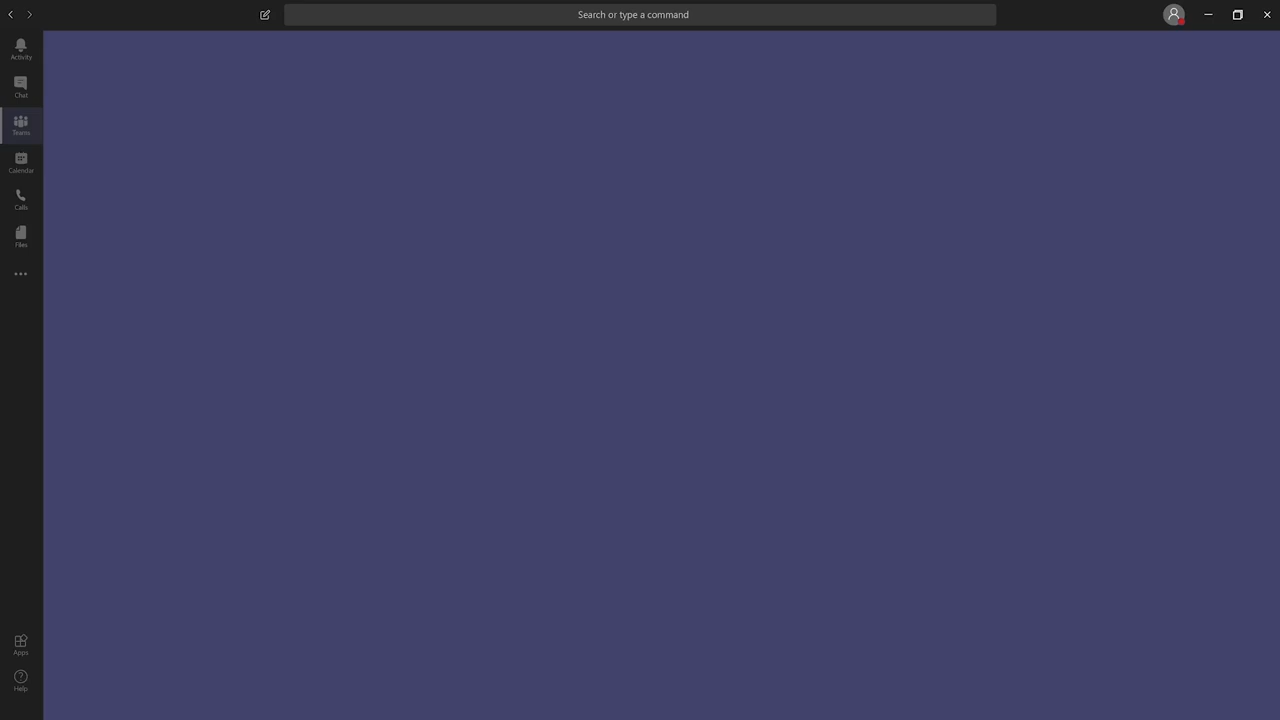 Search or type a command
Activity
Chat
Teams
Calendar
Calls
Files
Apps
Help